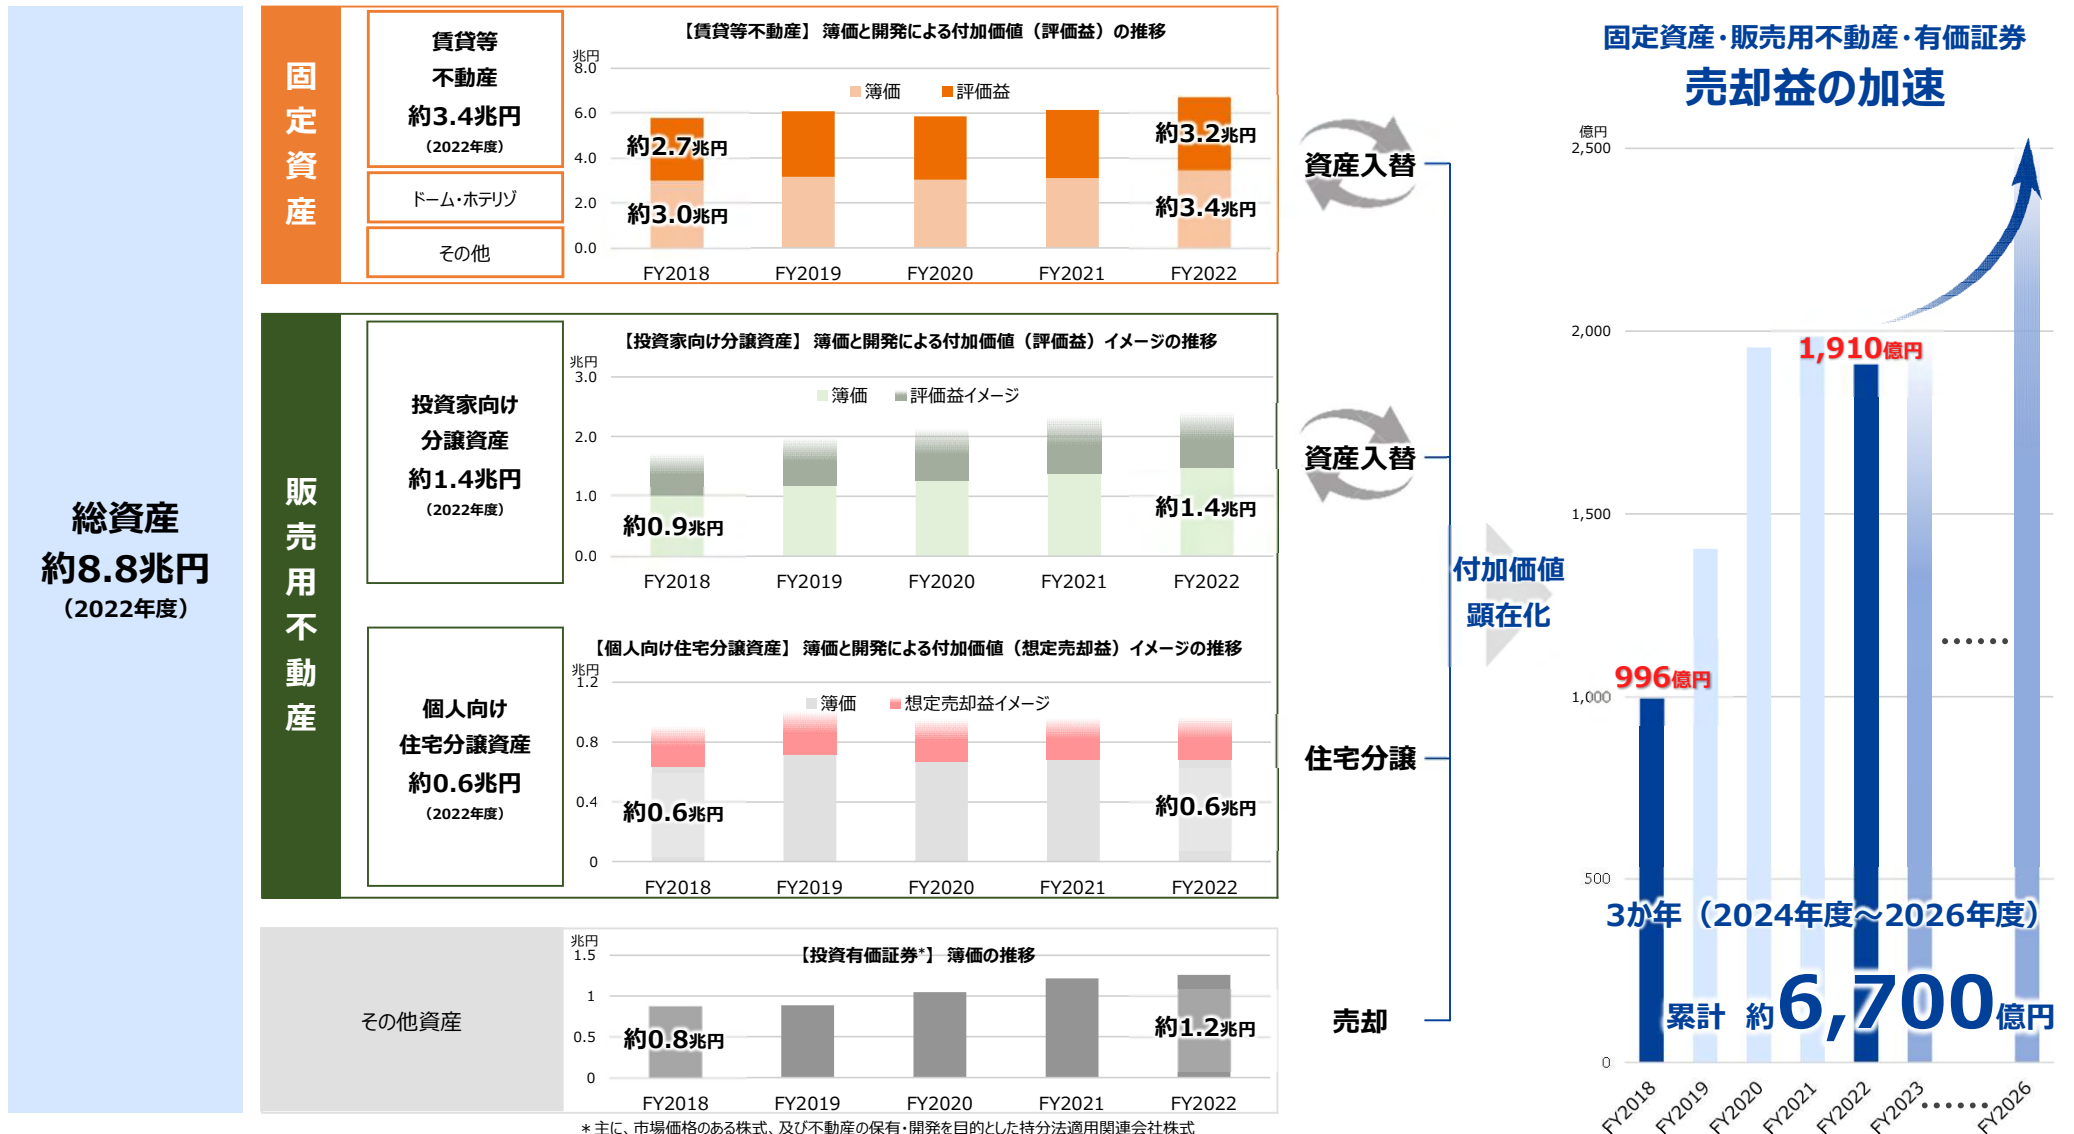 総資産
約8.8兆円
（2022年度）
固定資産
賃貸等
不動産
約3.4兆円
（2022年度）
ドーム・ホテリゾ
その他
【賃貸等不動産】 簿価と開発による付加価値（評価益）の推移
兆円
8.0
6.0
4.0
2.0
0.0
簿価 評価益
約2.7兆円
約3.0兆円
約3.2兆円
約3.4兆円
FY2018 FY2019 FY2020 FY2021 FY2022
販売用不動産
投資家向け
分譲資産
約1.4兆円
（2022年度）
【投資家向け分譲資産】 簿価と開発による付加価値（評価益）イメージの推移
兆円
3.0
2.0
1.0
0.0
簿価 評価益イメージ
約0.9兆円
約1.4兆円
FY2018 FY2019 FY2020 FY2021 FY2022
個人向け
住宅分譲資産
約0.6兆円
（2022年度）
【個人向け住宅分譲資産】 簿価と開発による付加価値（想定売却益）イメージの推移
兆円
1.2
0.8
0.4
0
簿価 想定売却益イメージ
約0.6兆円
約0.6兆円
FY2018 FY2019 FY2020 FY2021 FY2022
その他資産
【投資有価証券*】 簿価の推移
兆円
1.5
1
0.5
0
約0.8兆円
約1.2兆円
FY2018 FY2019 FY2020 FY2021 FY2022
＊主に、市場価格のある株式、及び不動産の保有・開発を目的とした持分法適用関連会社株式
資産入替
資産入替
住宅分譲
売却
付加価値
顕在化
固定資産・販売用不動産・有価証券
売却益の加速
億円
2,500
2,000
1,500
1,000
500
0
996億円
1,910億円
……
3か年（2024年度～2026年度）
累計 約6,700億円
FY2018 FY2019 FY2020 FY2021 FY2022 FY2023 …… FY2026